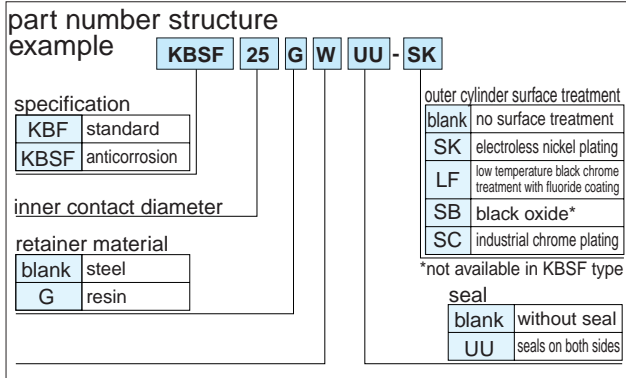 part number structure
example
KBSF 25 G W UU - SK
specification
KBF standard
KBSF anticorrosion
inner contact diameter
retainer material
blank steel
G resin
outer cylinder surface treatment
blank no surface treatment
SK electroless nickel plating
LF low temperature black chrome
treatment with fluoride coating
SB black oxide*
SC industrial chrome plating
*not available in KBSF type
seal
blank without seal
UU seals on both sides